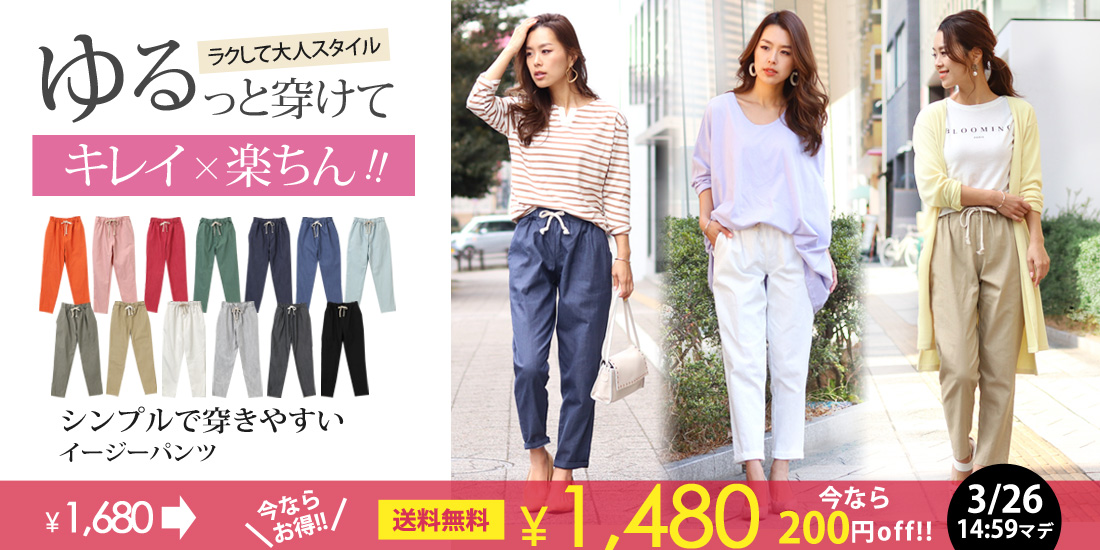 ラクして大人スタイル
ゆるっと穿けて
キレイ×楽ちん!!
シンプルで穿きやすい
イージーパンツ
BLOOMING
¥1,680
今なら
お得!!
送料無料
¥1,480
今なら
200円off!!
3/26
14:59マデ